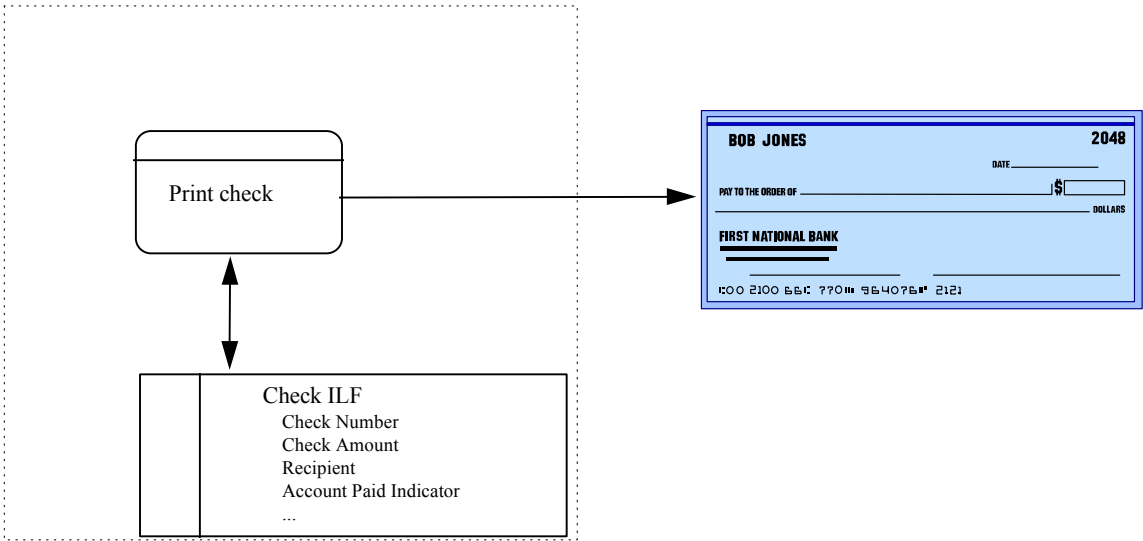 Print check
Check ILF
Check Number
Check Amount
Recipient
Account Paid Indicator
...
BOB JONES 2048
DATE
PAY TO THE ORDER OF $
DOLLARS
FIRST NATIONAL BANK